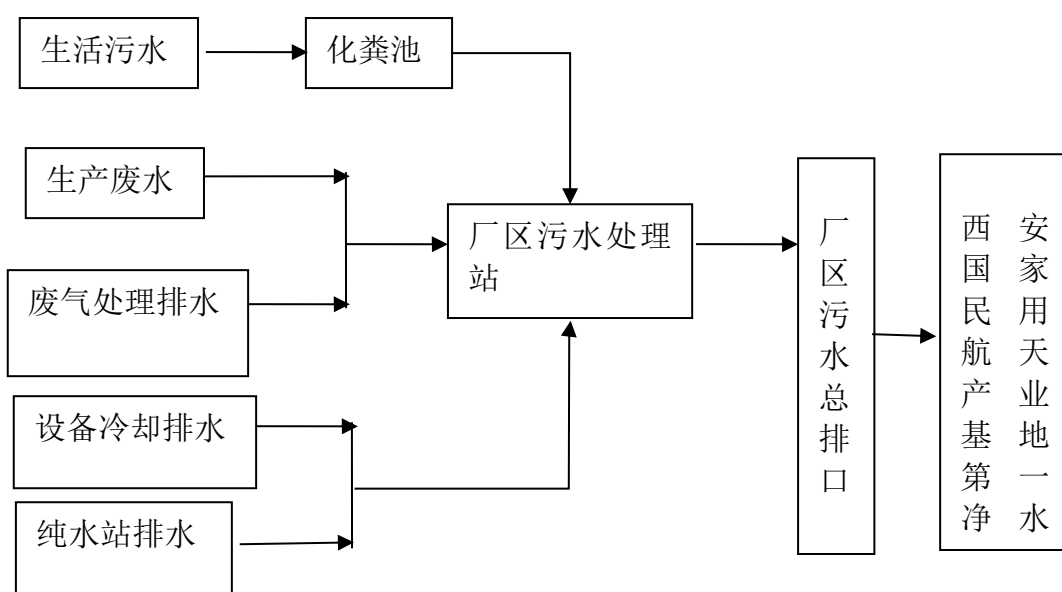 生活污水
化粪池
生产废水
废气处理排水
设备冷却排水
纯水站排水
厂区污水处理
站
厂
区
污
水
总
排
口
西 安
国 家
民 用
航 天
产 业
基 地
第 一
净 水